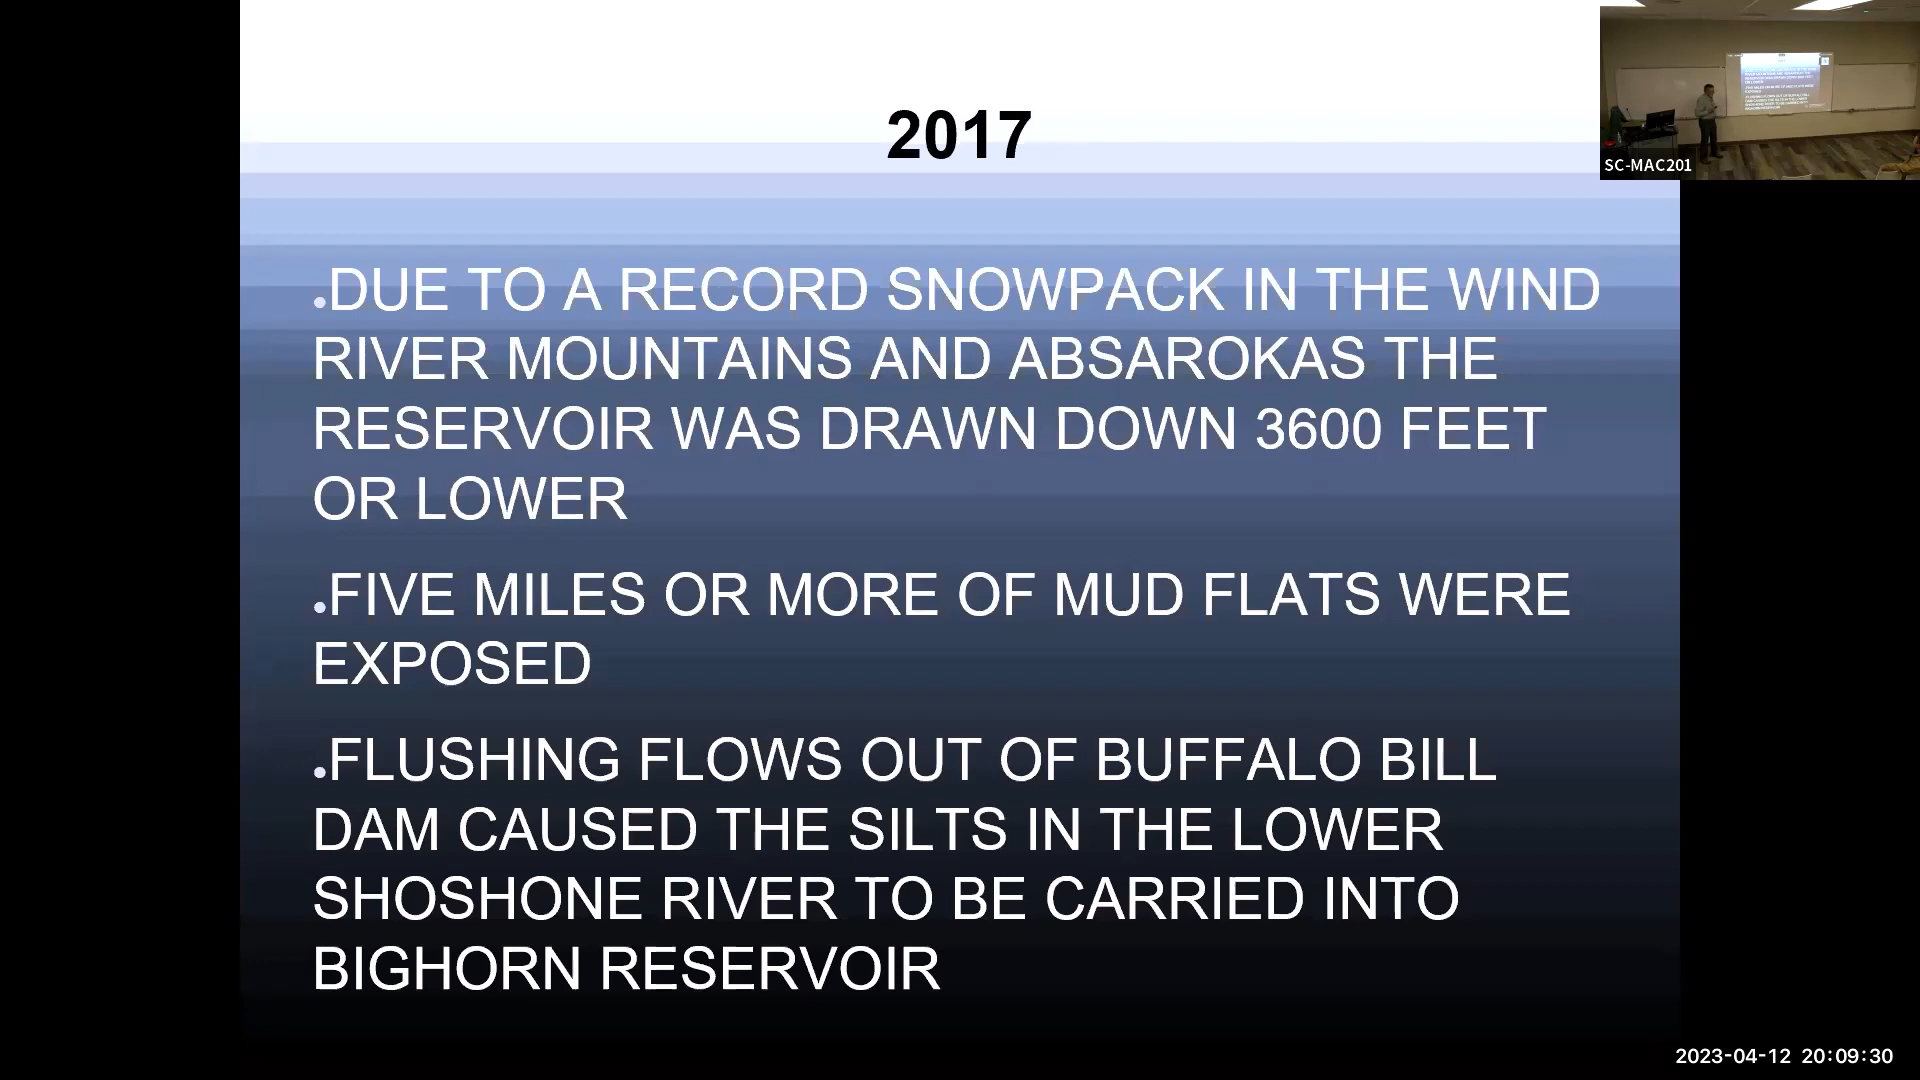 2017
SC-MAC201
.DUE TO A RECORD SNOWPACK IN THE WIND
RIVER MOUNTAINS AND ABSAROKAS THE
RESERVOIR WAS DRAWN DOWN 3600 FEET
OR LOWER
.FIVE MILES OR MORE OF MUD FLATS WERE
EXPOSED
.FLUSHING FLOWS OUT OF BUFFALO BILL
DAM CAUSED THE SILTS IN THE LOWER
SHOSHONE RIVER TO BE CARRIED INTO
BIGHORN RESERVOIR
2023-04-12 20:09:30